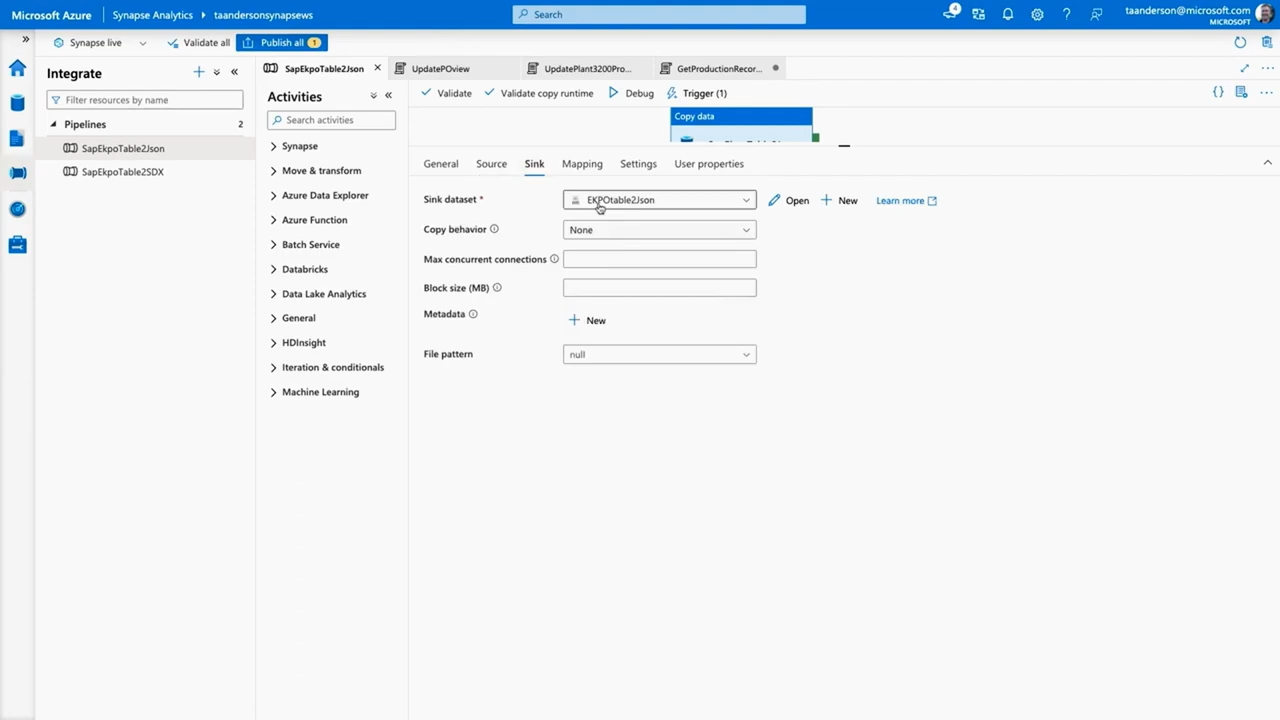 Microsoft Azure Synapse Analytics › taandersonsynapsews Search 4 taanderson@microsoft.com
MICROSOFT
» Synapse live Validate all Publish all 1
Integrate + «
Filter resources by name
Pipelines 2
SapEkpoTable2Json
SapEkpoTable2SDX
SapEkpoTable2Json × UpdatePOview UpdatePlant3200Pro... GetProductionRecor... ●
Activities «
Search activities
Synapse
Move & transform
Azure Data Explorer
Azure Function
Batch Service
Databricks
Data Lake Analytics
General
HDInsight
Iteration & conditionals
Machine Learning
Validate Validate copy runtime Debug Trigger (1) {} ...
Copy data
General Source Sink Mapping Settings User properties
Sink dataset * EKPOtable2Json Open + New Learn more
Copy behavior None
Max concurrent connections
Block size (MB)
Metadata + New
File pattern null